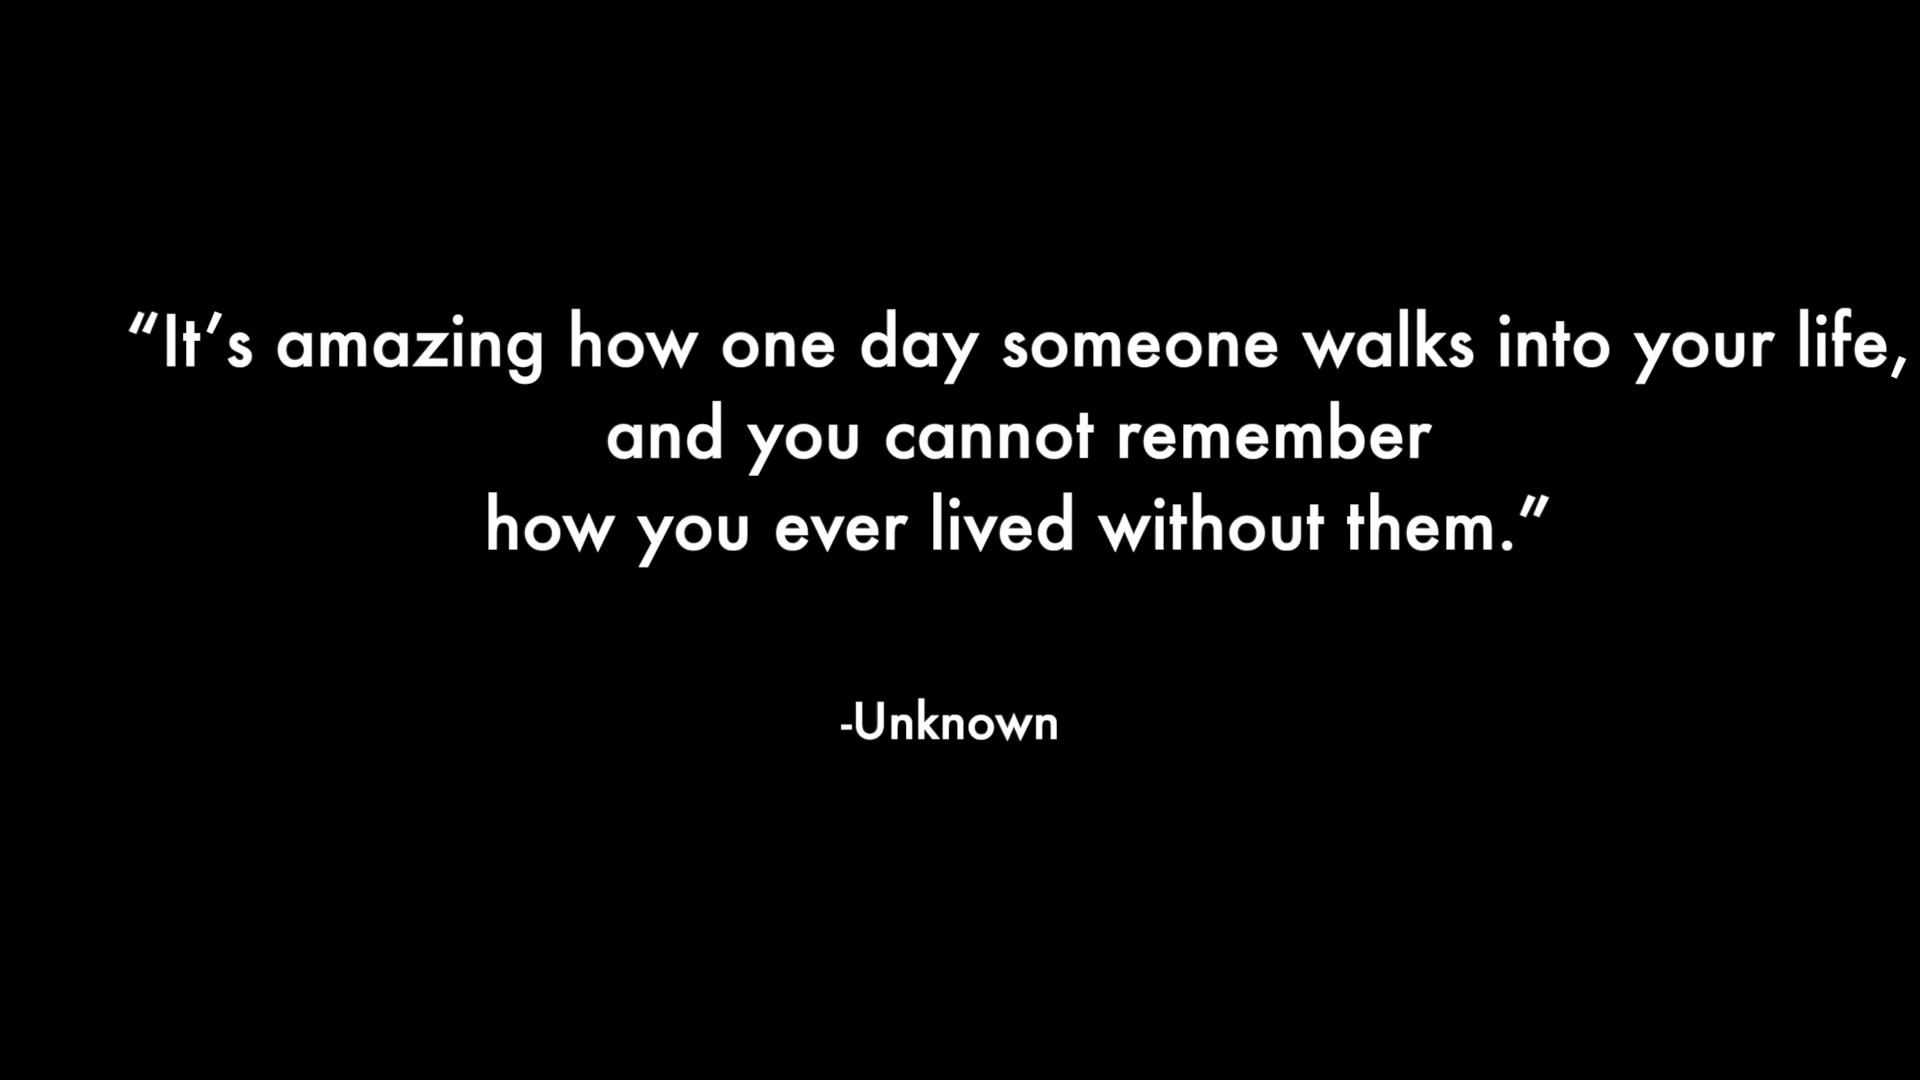 “It’s amazing how one day someone walks into your life,
and you cannot remember
how you ever lived without them.”
-Unknown